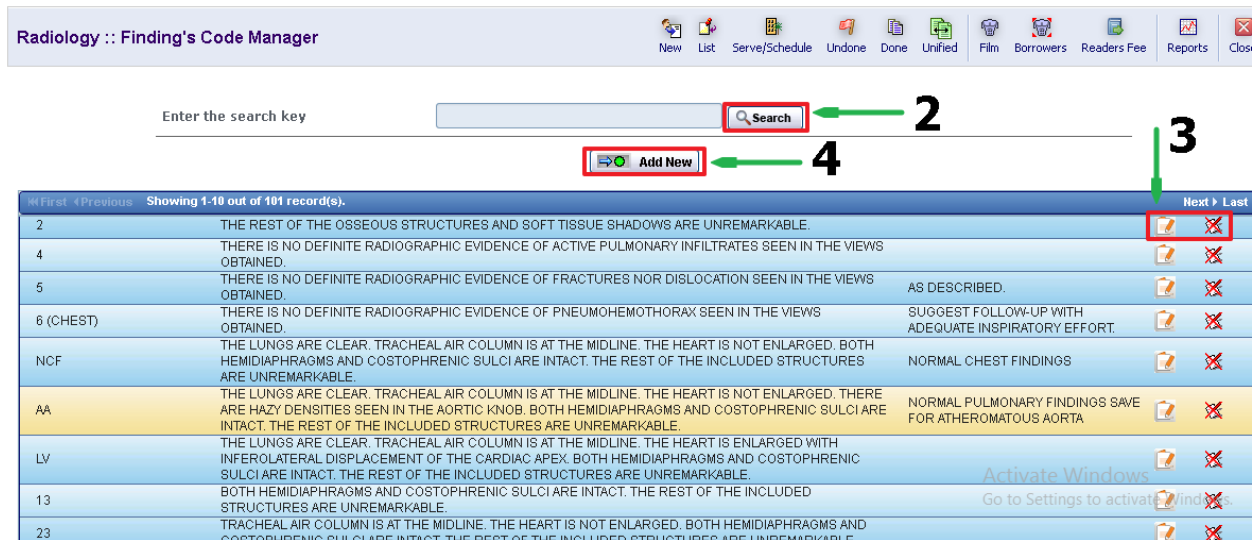 Radiology :: Finding's Code Manager
New List Serve/Schedule Undone Done Unified Film Borrowers Readers Fee Reports Close
Enter the search key
Search
2
Add New
4
3
First Previous Showing 1-10 out of 101 record(s). Next Last
2 THE REST OF THE OSSEOUS STRUCTURES AND SOFT TISSUE SHADOWS ARE UNREMARKABLE.
4 THERE IS NO DEFINITE RADIOGRAPHIC EVIDENCE OF ACTIVE PULMONARY INFILTRATES SEEN IN THE VIEWS
OBTAINED.
5 THERE IS NO DEFINITE RADIOGRAPHIC EVIDENCE OF FRACTURES NOR DISLOCATION SEEN IN THE VIEWS
OBTAINED.
AS DESCRIBED.
6 (CHEST) THERE IS NO DEFINITE RADIOGRAPHIC EVIDENCE OF PNEUMOHEMOTHORAX SEEN IN THE VIEWS
OBTAINED.
SUGGEST FOLLOW-UP WITH
ADEQUATE INSPIRATORY EFFORT.
NCF
THE LUNGS ARE CLEAR. TRACHEAL AIR COLUMN IS AT THE MIDLINE. THE HEART IS NOT ENLARGED. BOTH
HEMIDIAPHRAGMS AND COSTOPHRENIC SULCI ARE INTACT. THE REST OF THE INCLUDED STRUCTURES
ARE UNREMARKABLE.
NORMAL CHEST FINDINGS
AA
THE LUNGS ARE CLEAR. TRACHEAL AIR COLUMN IS AT THE MIDLINE. THE HEART IS NOT ENLARGED. THERE
ARE HAZY DENSITIES SEEN IN THE AORTIC KNOB. BOTH HEMIDIAPHRAGMS AND COSTOPHRENIC SULCI ARE
INTACT. THE REST OF THE INCLUDED STRUCTURES ARE UNREMARKABLE.
NORMAL PULMONARY FINDINGS SAVE
FOR ATHEROMATOUS AORTA
LV
THE LUNGS ARE CLEAR. TRACHEAL AIR COLUMN IS AT THE MIDLINE. THE HEART IS ENLARGED WITH
INFEROLATERAL DISPLACEMENT OF THE CARDIAC APEX. BOTH HEMIDIAPHRAGMS AND COSTOPHRENIC
SULCI ARE INTACT. THE REST OF THE INCLUDED STRUCTURES ARE UNREMARKABLE.
13
BOTH HEMIDIAPHRAGMS AND COSTOPHRENIC SULCI ARE INTACT. THE REST OF THE INCLUDED
STRUCTURES ARE UNREMARKABLE.
23
TRACHEAL AIR COLUMN IS AT THE MIDLINE. THE HEART IS NOT ENLARGED. BOTH HEMIDIAPHRAGMS AND
COSTOPHRENIC SULCI ARE INTACT. THE REST OF THE INCLUDED STRUCTURES ARE UNREMARKABLE.
Activate Windows
Go to Settings to activate Windows.